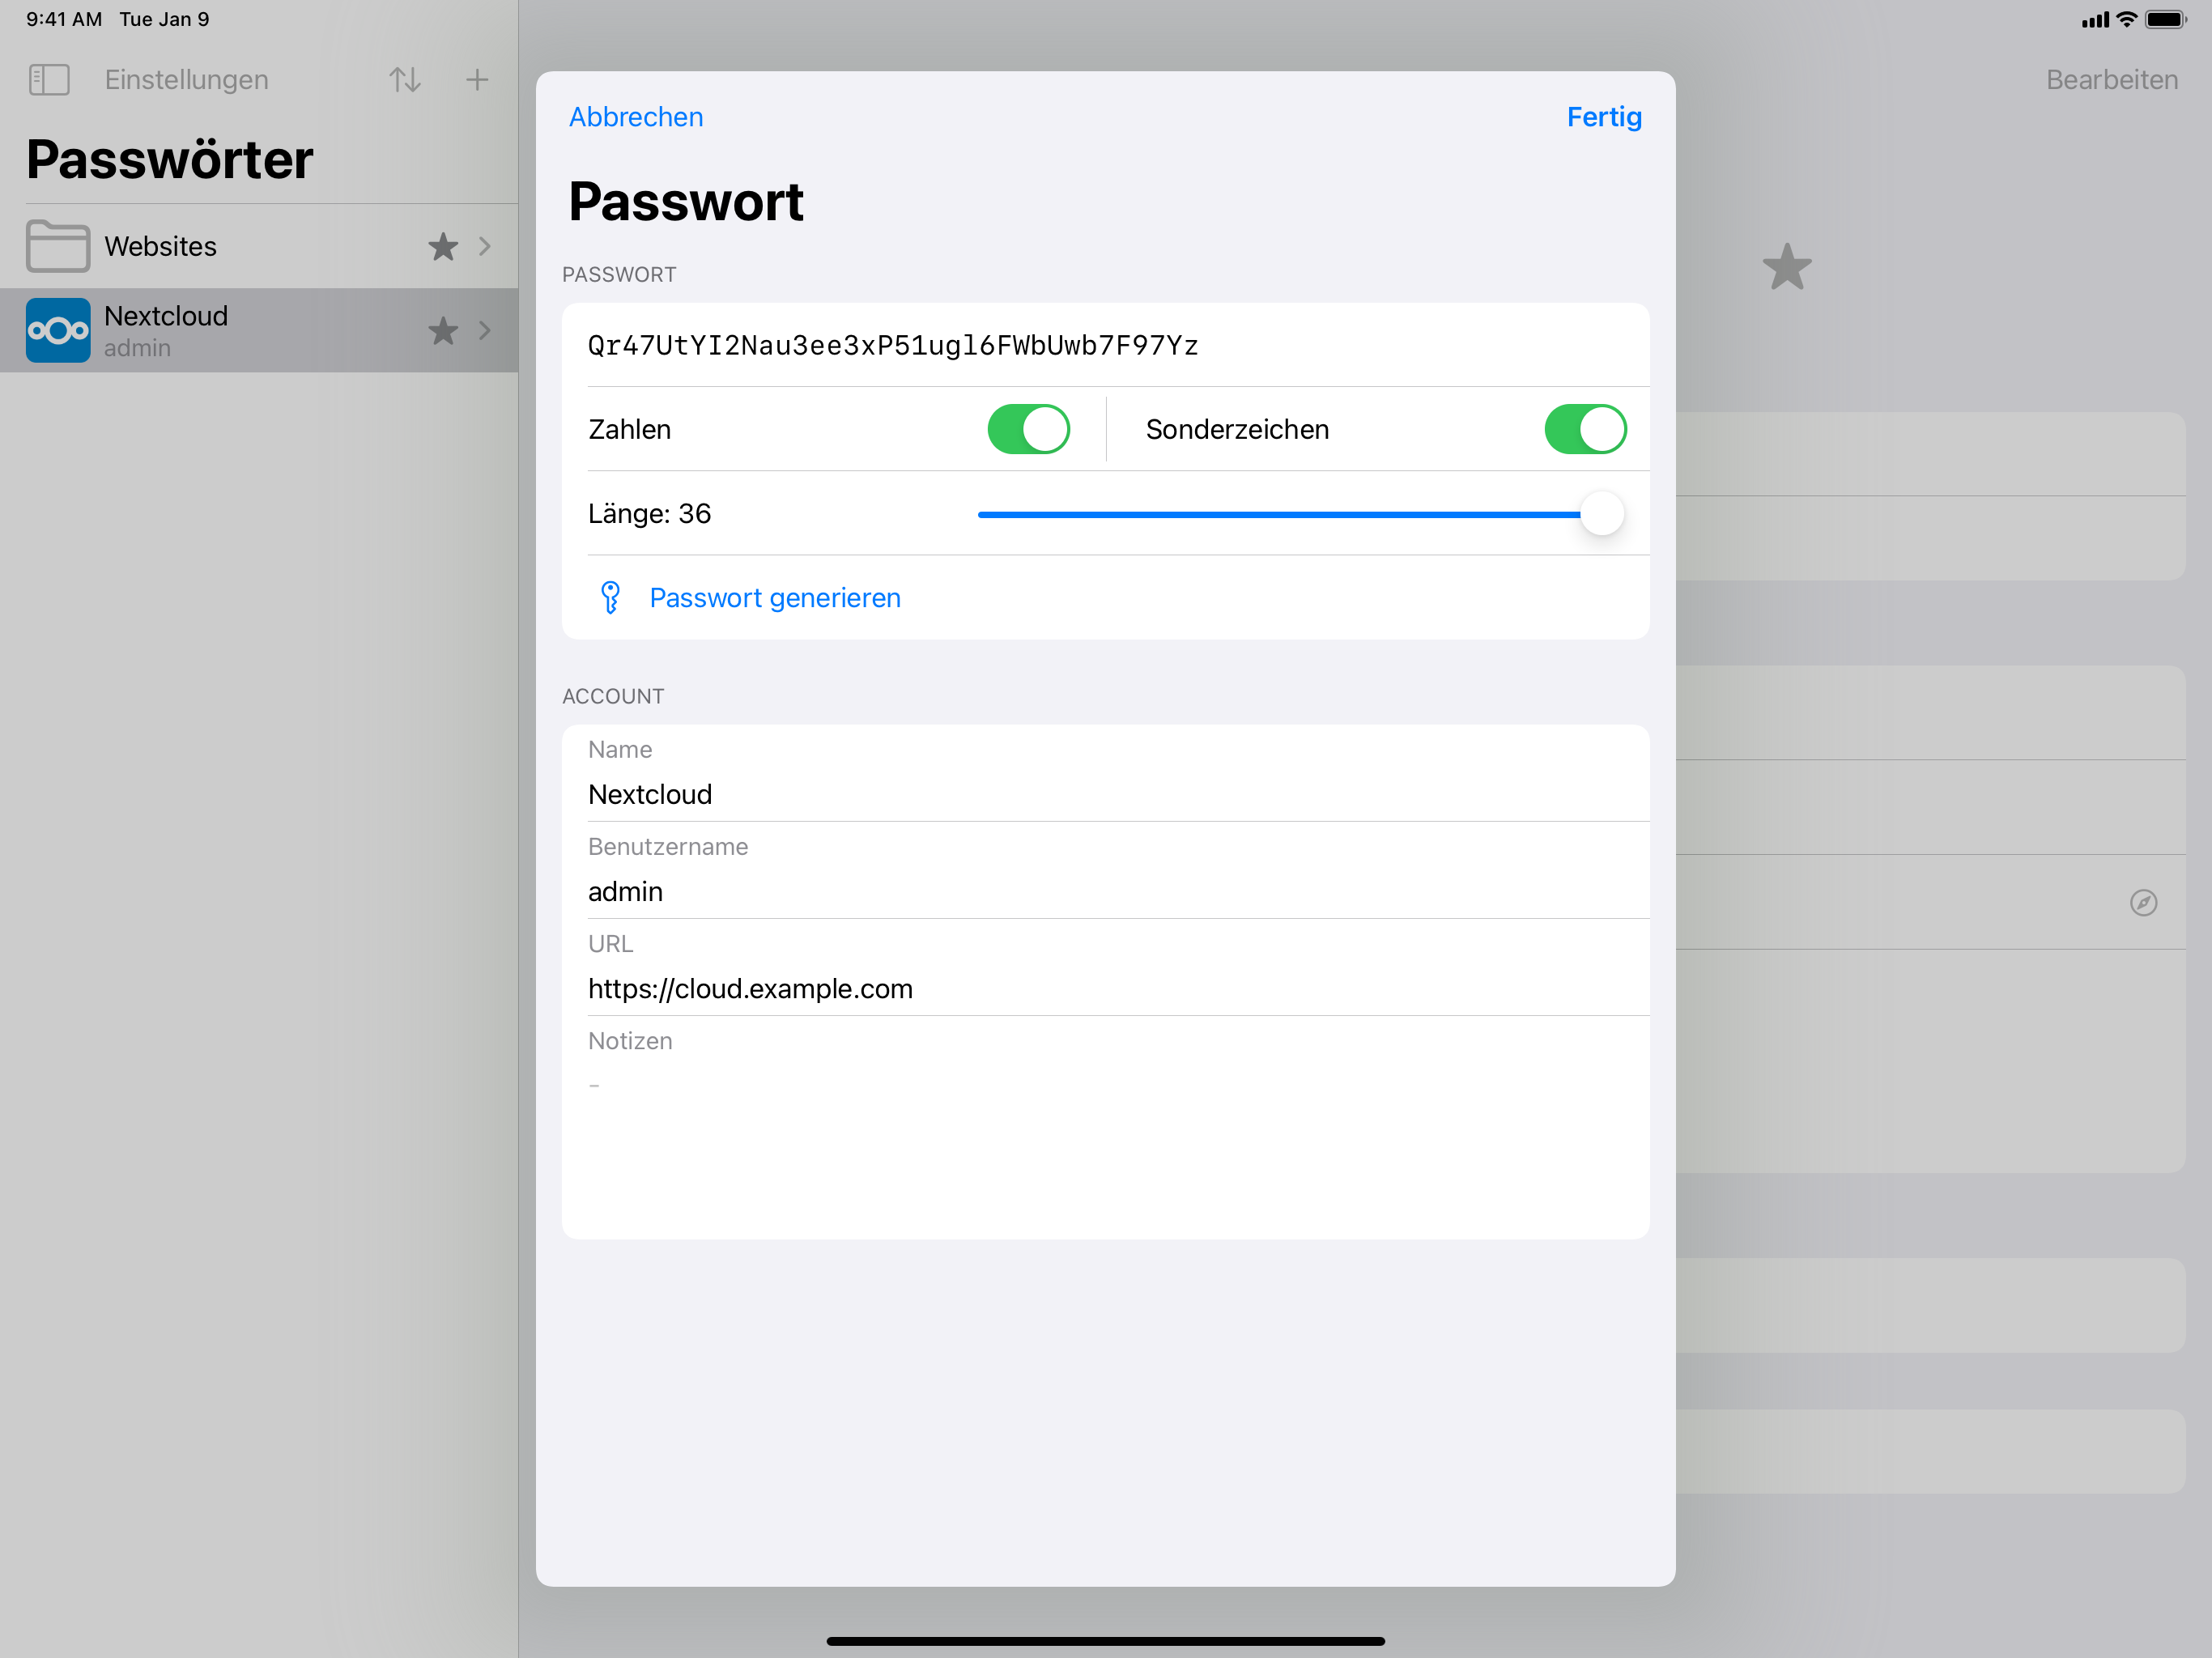 9:41 AM Tue Jan 9
Einstellungen
Passwörter
Websites
Nextcloud
admin
Bearbeiten
Abbrechen
Fertig
Passwort
PASSWORT
Qr47UtYI2Nau3ee3xP51ugl6FWbUwb7F97Yz
Zahlen
Sonderzeichen
Länge: 36
Passwort generieren
ACCOUNT
Name
Nextcloud
Benutzername
admin
URL
https://cloud.example.com
Notizen
-